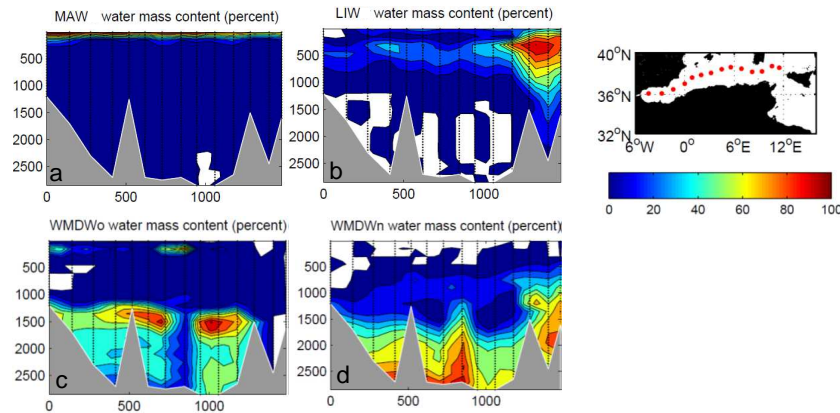 MAW water mass content (percent)
500
1000
1500
2000
2500
a
0 500 1000
LIW water mass content (percent)
500
1000
1500
2000
2500
b
0 500 1000
40°N
36°N
32°N
6°W 0° 6°E 12°E
0 20 40 60 80 100
WMDWo water mass content (percent)
500
1000
1500
2000
2500
c
0 500 1000
WMDWn water mass content (percent)
500
1000
1500
2000
2500
d
0 500 1000